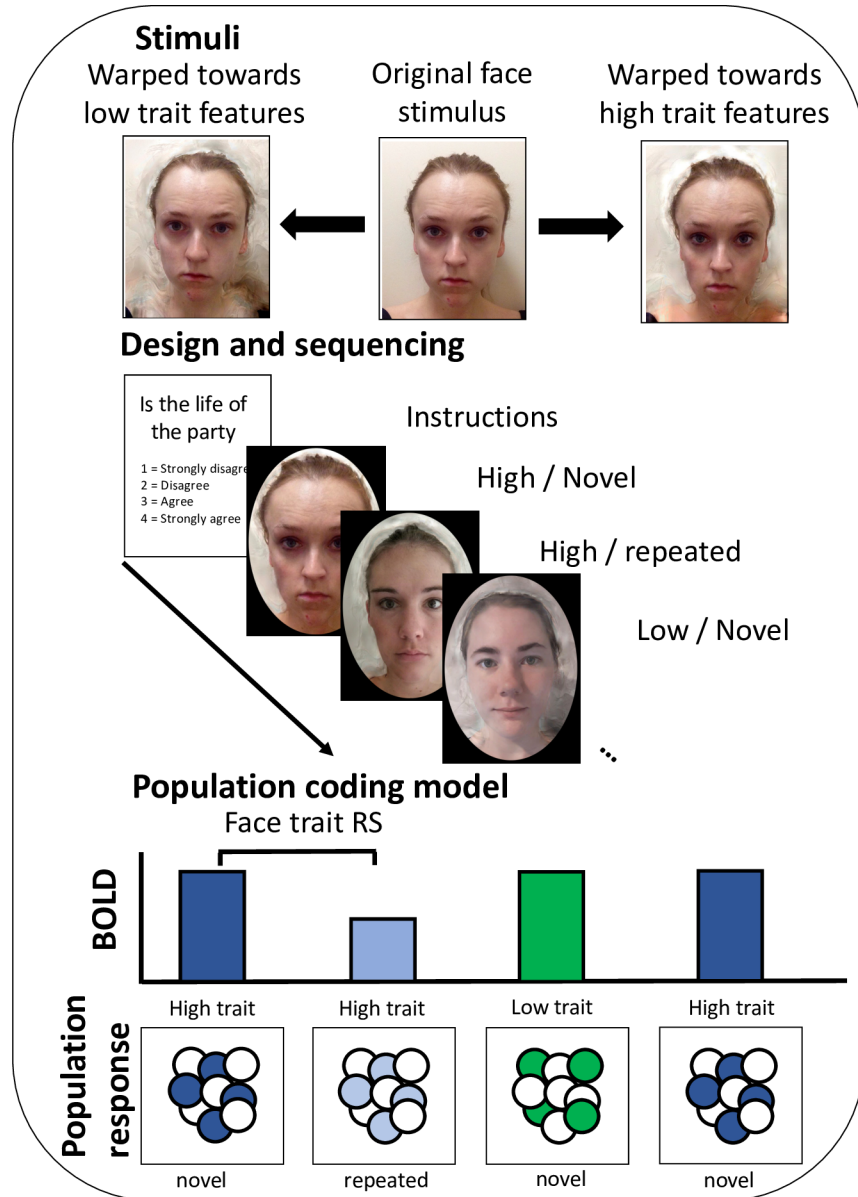 Stimuli
Warped towards
low trait features
Original face
stimulus
Warped towards
high trait features
Design and sequencing
Is the life of
the party
1 = Strongly disagre
2 = Disagree
3 = Agree
4 = Strongly agree
Instructions
High / Novel
High / repeated
Low / Novel
...
Population coding model
Face trait RS
BOLD
High trait
High trait
Low trait
High trait
Population
response
novel
repeated
novel
novel